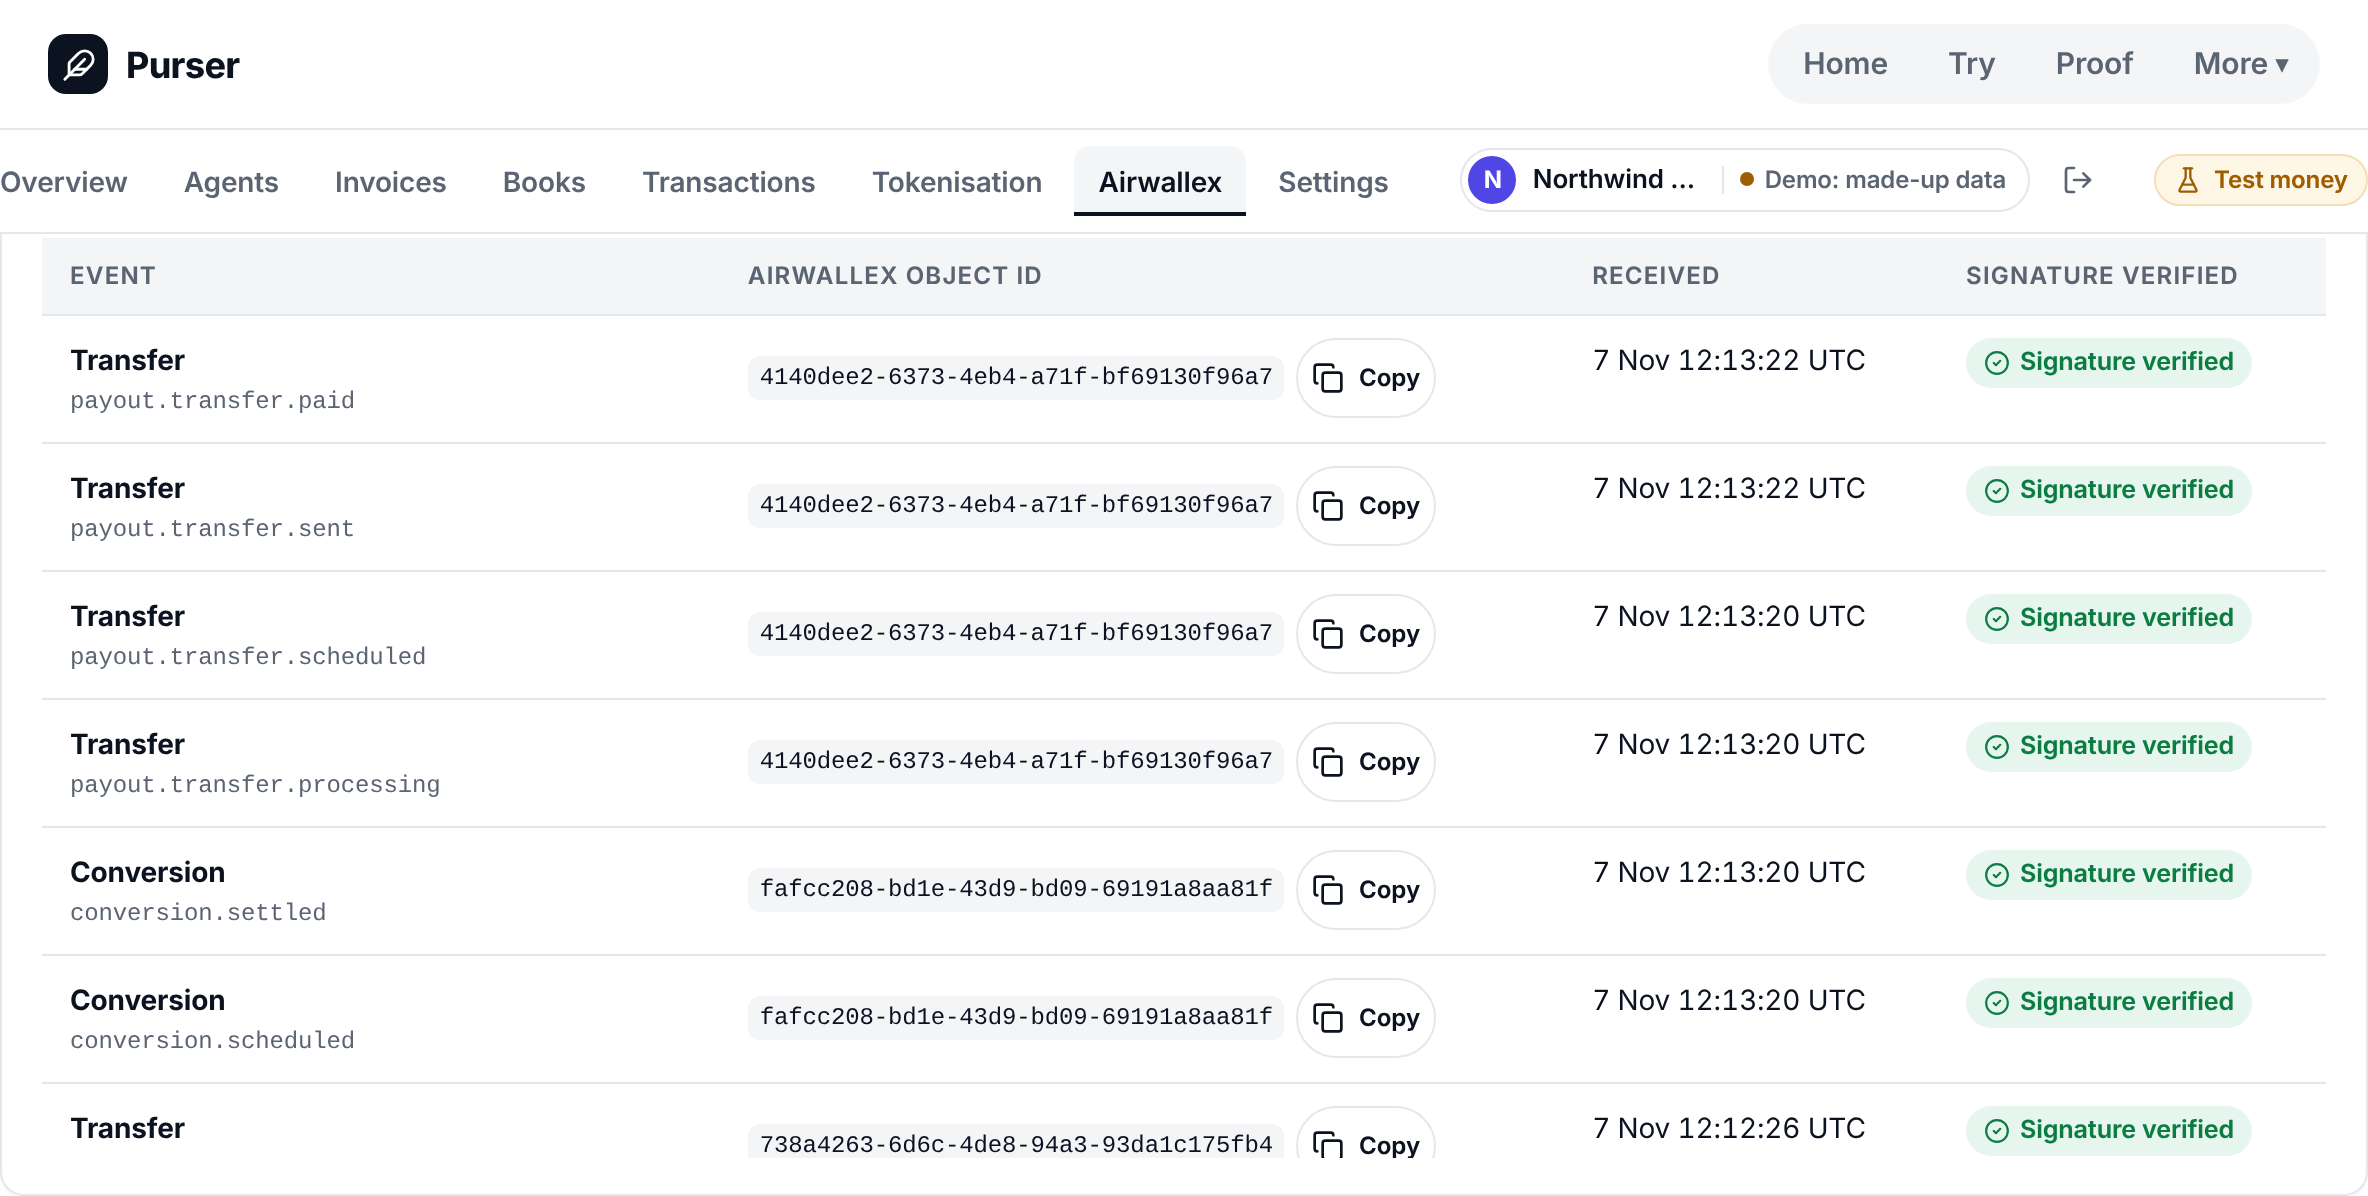 Purser
Home Try Proof More ▾
Overview Agents Invoices Books Transactions Tokenisation Airwallex Settings N Northwind ... Demo: made-up data Test money
EVENT AIRWALLEX OBJECT ID RECEIVED SIGNATURE VERIFIED
Transfer 4140dee2-6373-4eb4-a71f-bf69130f96a7 Copy 7 Nov 12:13:22 UTC Signature verified
payout.transfer.paid
Transfer 4140dee2-6373-4eb4-a71f-bf69130f96a7 Copy 7 Nov 12:13:22 UTC Signature verified
payout.transfer.sent
Transfer 4140dee2-6373-4eb4-a71f-bf69130f96a7 Copy 7 Nov 12:13:20 UTC Signature verified
payout.transfer.scheduled
Transfer 4140dee2-6373-4eb4-a71f-bf69130f96a7 Copy 7 Nov 12:13:20 UTC Signature verified
payout.transfer.processing
Conversion fafcc208-bd1e-43d9-bd09-69191a8aa81f Copy 7 Nov 12:13:20 UTC Signature verified
conversion.settled
Conversion fafcc208-bd1e-43d9-bd09-69191a8aa81f Copy 7 Nov 12:13:20 UTC Signature verified
conversion.scheduled
Transfer 738a4263-6d6c-4de8-94a3-93da1c175fb4 Copy 7 Nov 12:12:26 UTC Signature verified